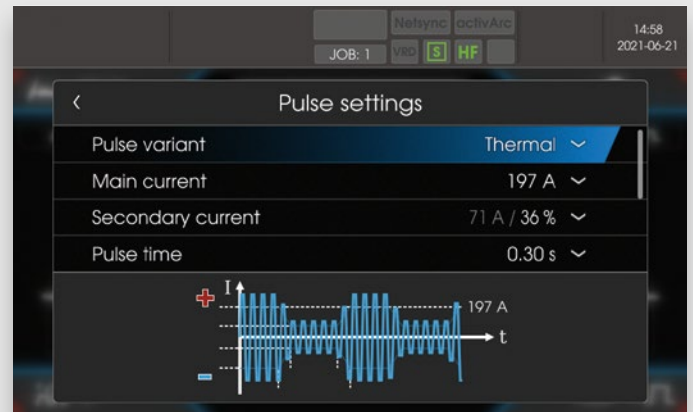 Netsync activArc
14:58
JOB: 1 VRD S HF
2021-06-21
Pulse settings
Pulse variant Thermal
Main current 197 A
Secondary current 71 A / 36 %
Pulse time 0.30 s
I
197 A
t